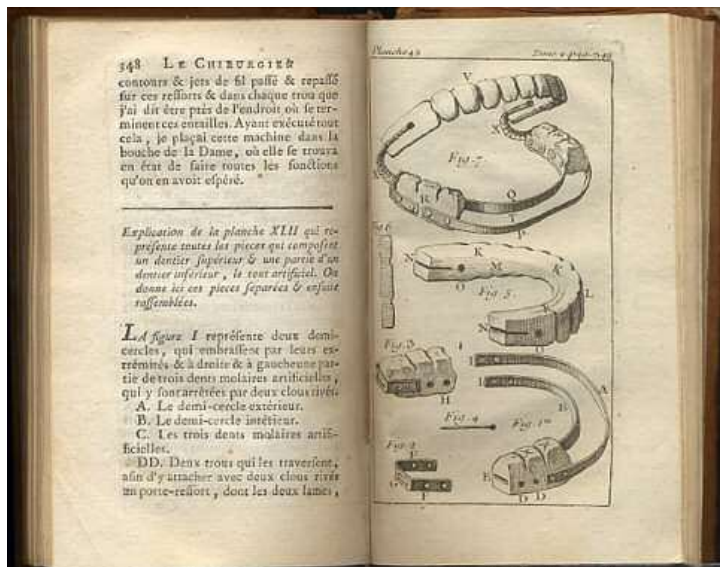 348 LE CHIRURGIEN
contours & jets de fil passé & repassé
sur ces ressorts & dans chaque trou que
j'ai dit être près de l'endroit où se ter-
minent ces entailles. Ayant exécuté tout
cela, je plaçai cette machine dans la
bouche de la Dame, où elle se trouva
en état de faire toutes les fonctions
qu'on en avoit espéré.
Explication de la planche XLII qui re-
présente toutes les pieces qui composent
un dentier supérieur & une partie d'un
dentier inférieur, le tout artificiel. On
donne ici ces pieces separées & ensuite
rassemblées.
LA figure I représente deux demi-
cercles, qui embrassent par leurs ex-
trémités & à droite & à gauche une par-
tie de trois dents molaires artificielles,
qui y sont arrêtées par deux clous rivés.
A. Le demi-cercle extérieur.
B. Le demi-cercle intérieur.
C. Les trois dents molaires artifi-
ficielles.
DD. Deux trous qui les traversent,
afin d'y attacher avec deux clous rivés
un porte-ressort, dont les deux lames,
Planche 42
V
X
Fig. 7
R
Q
T
P
Fig. 6
K
N
M
O
K
Fig. 5
L
N
O
Fig. 3
H
I
I
A
B
Fig. 4
Fig. 1
Fig. 2
F
G
F
E
D D